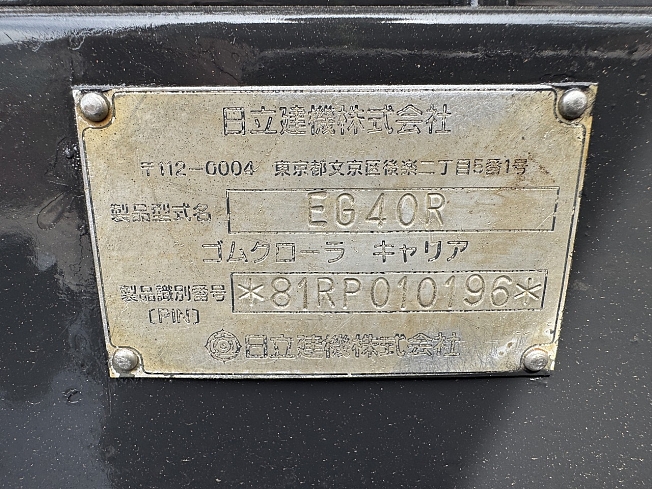 日立建機株式会社
〒112-0004 東京都文京区後楽二丁目5番1号
製品型式名 EG40R
ゴムクローラ キャリア
製品識別番号 *81RP010196*
(PIN)
日立建機株式会社